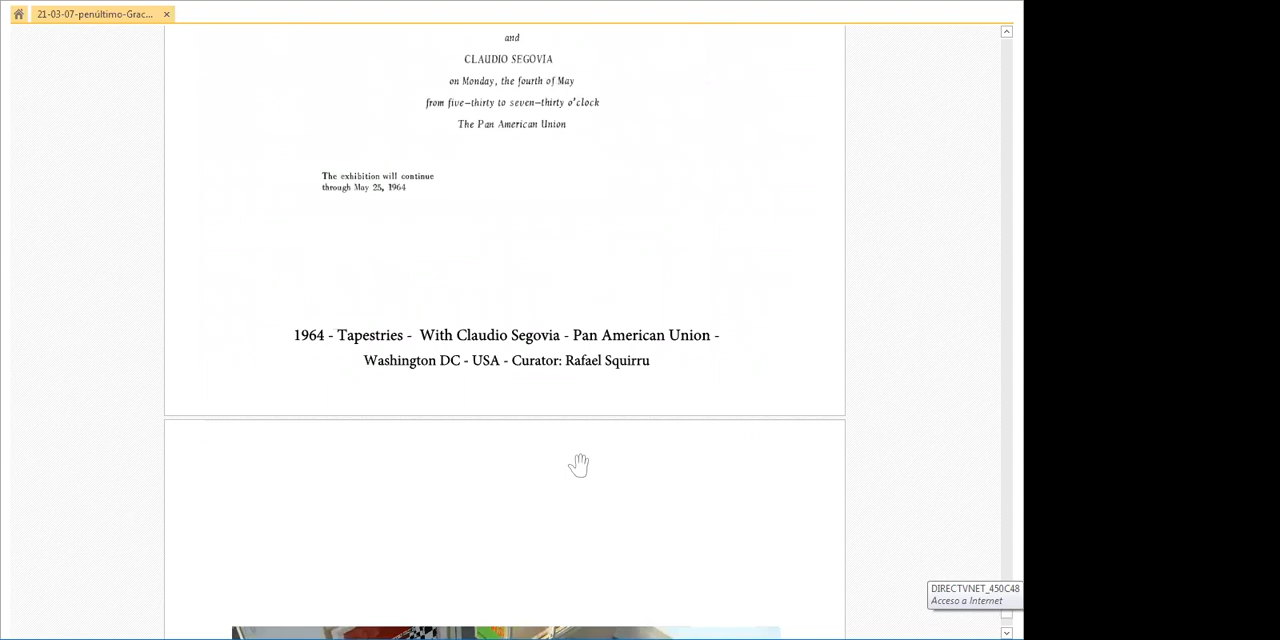 21-03-07-penúltimo-Grac...
and
CLAUDIO SEGOVIA
on Monday, the fourth of May
from five-thirty to seven-thirty o'clock
The Pan American Union
The exhibition will continue
through May 25, 1964
1964 - Tapestries - With Claudio Segovia - Pan American Union -
Washington DC - USA - Curator: Rafael Squirru
DIRECTVNET_450C48
Acceso a Internet